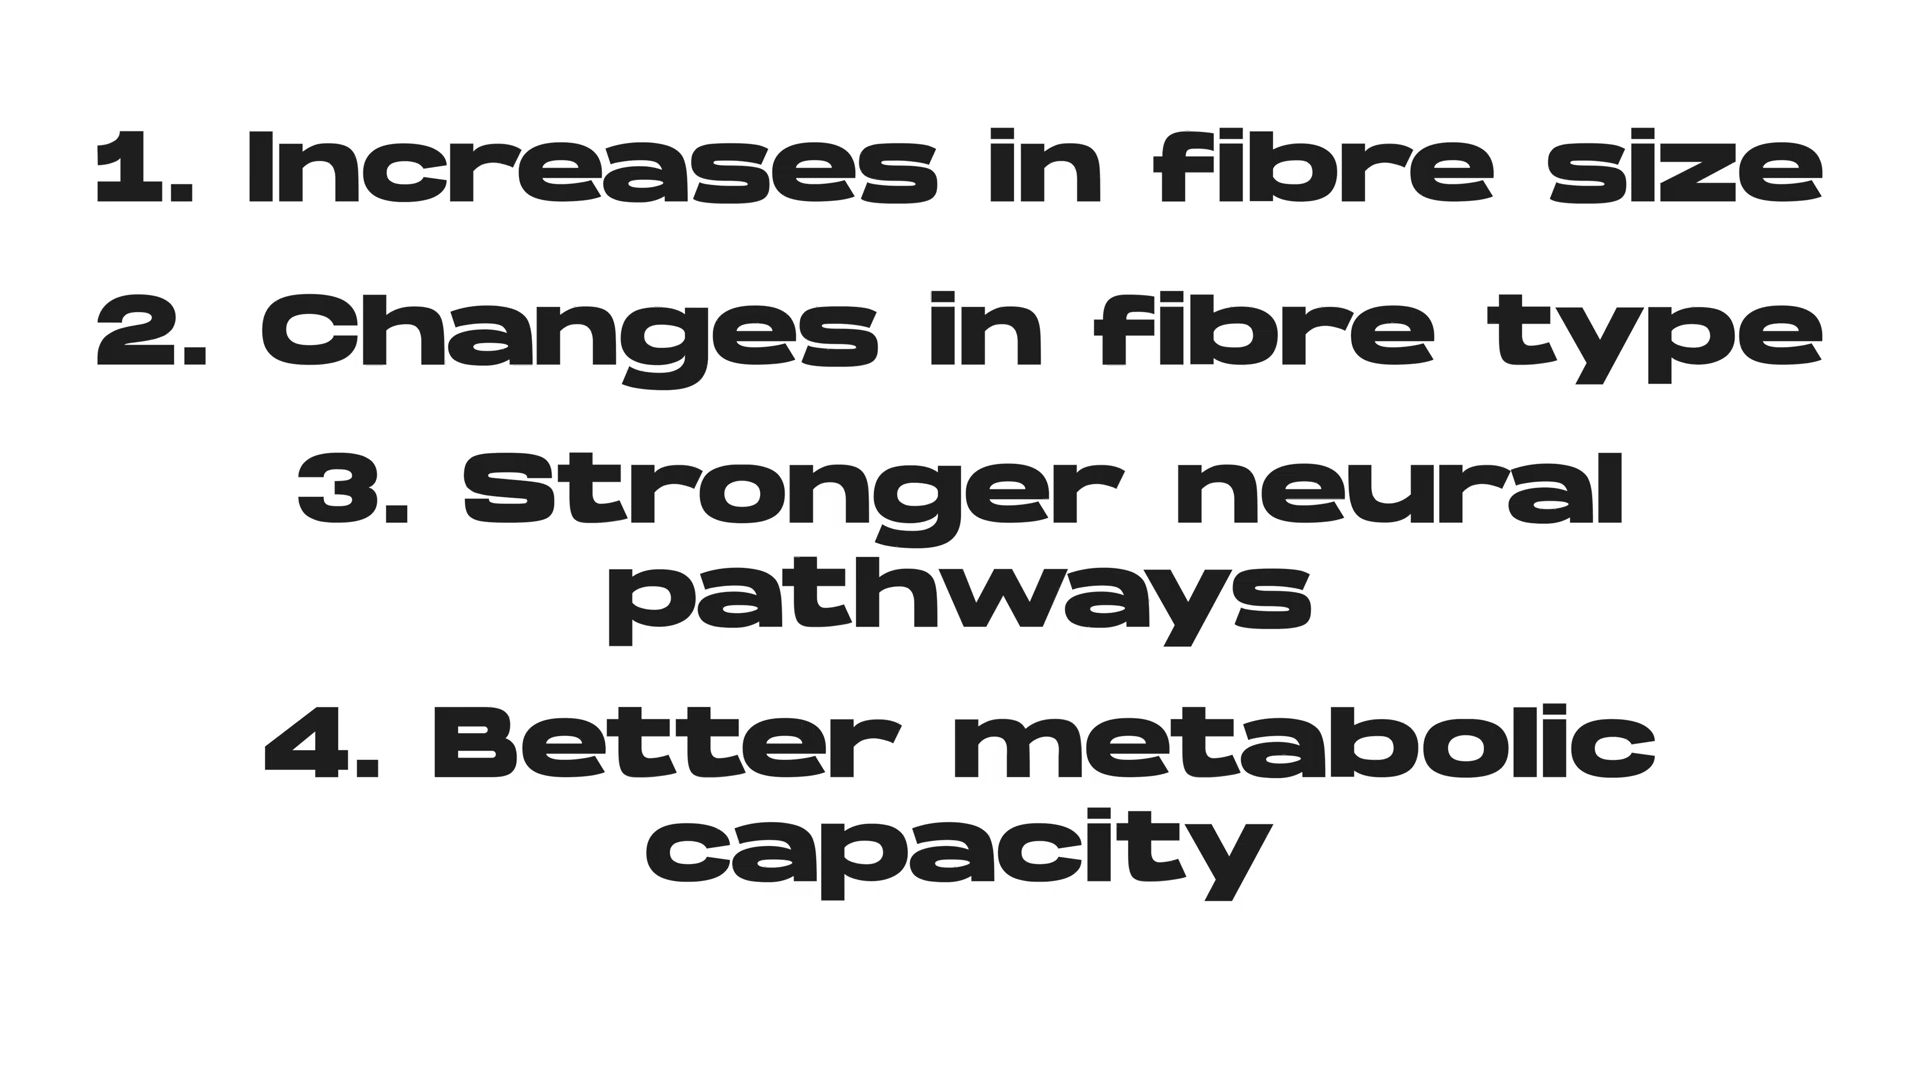 1. Increases in fibre size
2. Changes in fibre type
3. Stronger neural
pathways
4. Better metabolic
capacity